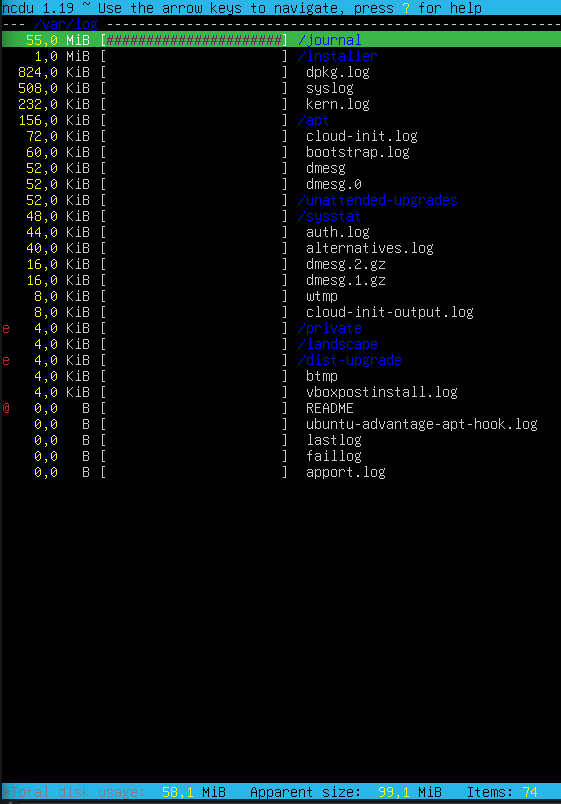 ncdu 1.19 ~ Use the arrow keys to navigate, press ? for help
--- /var/log ----------------------------------------------------------
55,0 MiB [######################] /journal
1,0 MiB [                      ] /installer
824,0 KiB [                      ]  dpkg.log
508,0 KiB [                      ]  syslog
232,0 KiB [                      ]  kern.log
156,0 KiB [                      ] /apt
72,0 KiB [                      ]  cloud-init.log
60,0 KiB [                      ]  bootstrap.log
52,0 KiB [                      ]  dmesg
52,0 KiB [                      ]  dmesg.0
52,0 KiB [                      ] /unattended-upgrades
48,0 KiB [                      ] /sysstat
44,0 KiB [                      ]  auth.log
40,0 KiB [                      ]  alternatives.log
16,0 KiB [                      ]  dmesg.2.gz
16,0 KiB [                      ]  dmesg.1.gz
8,0 KiB [                      ]  wtmp
8,0 KiB [                      ]  cloud-init-output.log
e 4,0 KiB [                      ] /private
4,0 KiB [                      ] /landscape
e 4,0 KiB [                      ] /dist-upgrade
4,0 KiB [                      ]  btmp
4,0 KiB [                      ]  vboxpostinstall.log
@ 0,0   B [                      ]  README
0,0   B [                      ]  ubuntu-advantage-apt-hook.log
0,0   B [                      ]  lastlog
0,0   B [                      ]  faillog
0,0   B [                      ]  apport.log
*Total disk usage:  58,1 MiB   Apparent size:  99,1 MiB   Items: 74